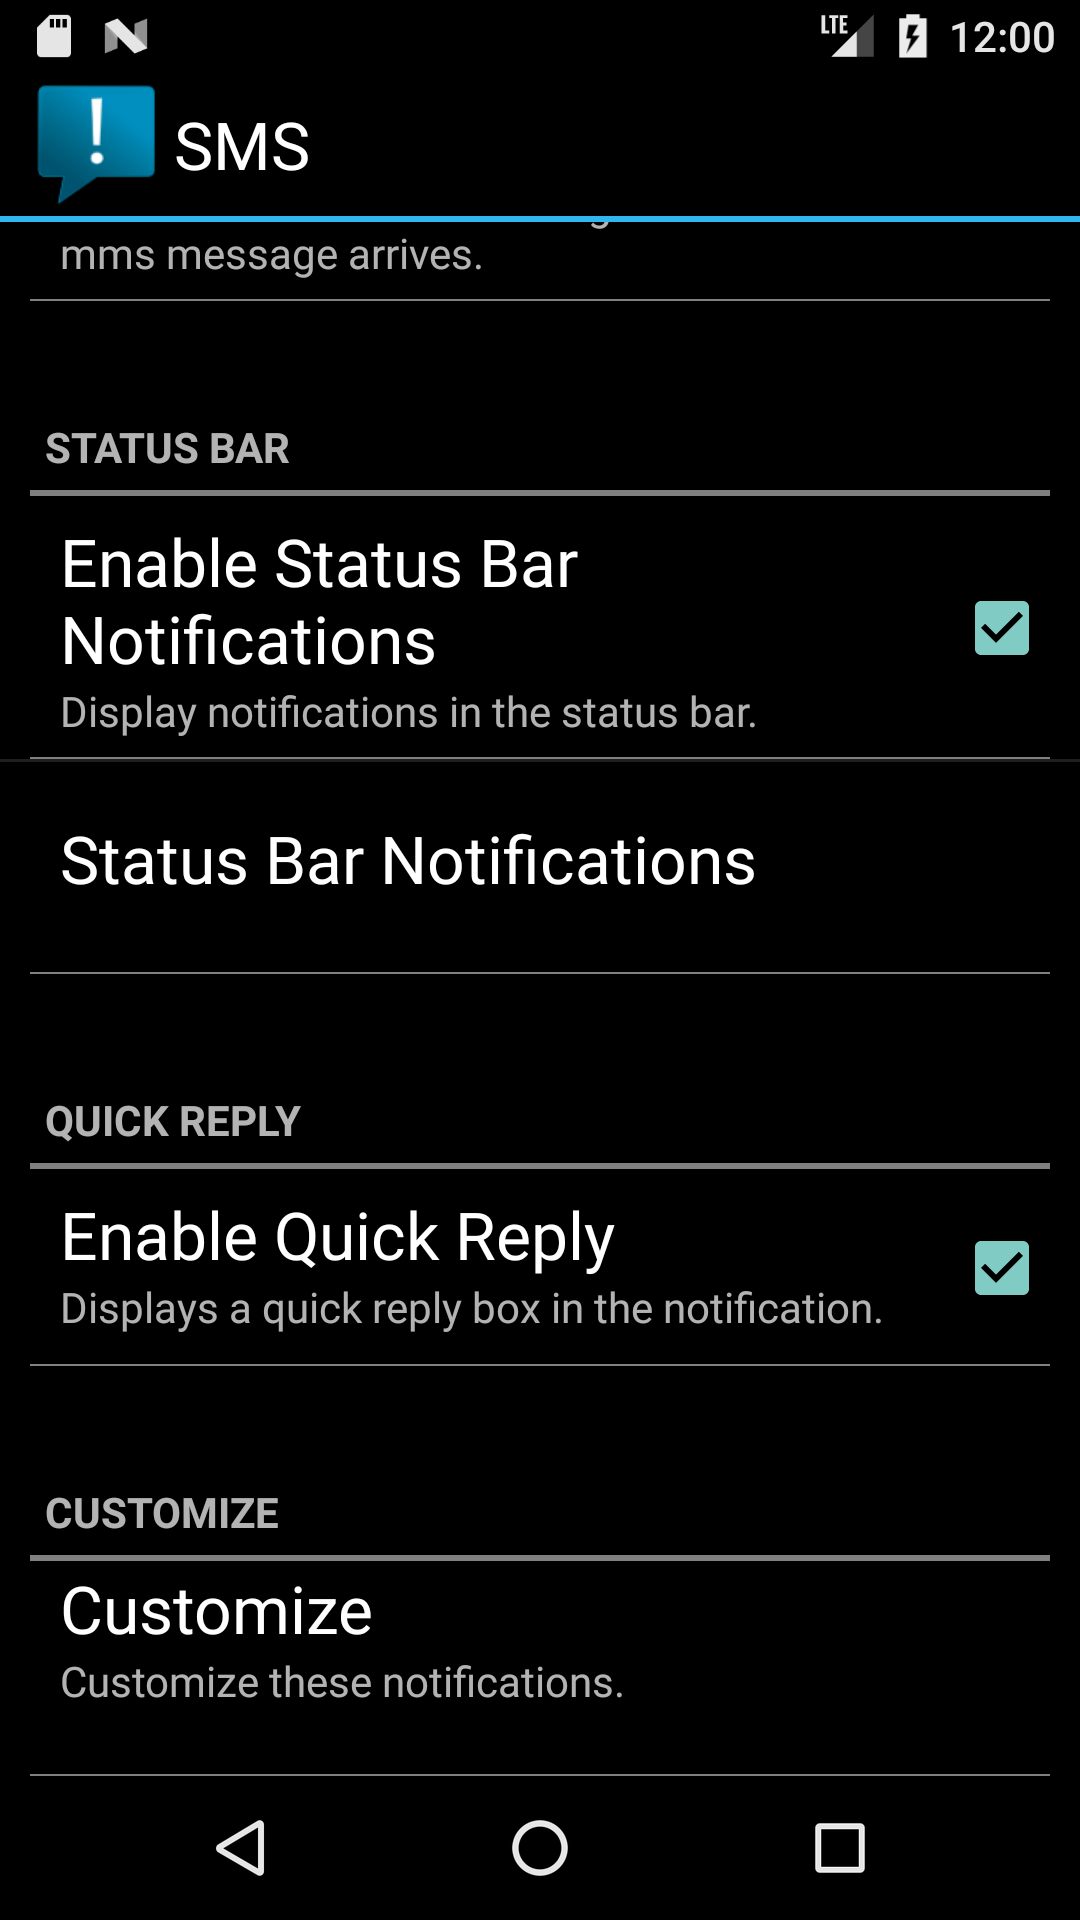 LTE 12:00
SMS
mms message arrives.
STATUS BAR
Enable Status Bar
Notifications
Display notifications in the status bar.
Status Bar Notifications
QUICK REPLY
Enable Quick Reply
Displays a quick reply box in the notification.
CUSTOMIZE
Customize
Customize these notifications.